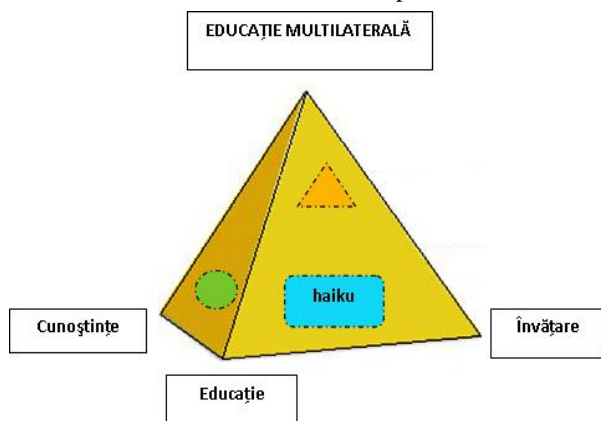 EDUCAȚIE MULTILATERALĂ
haiku
Cunoştințe
Învățare
Educație